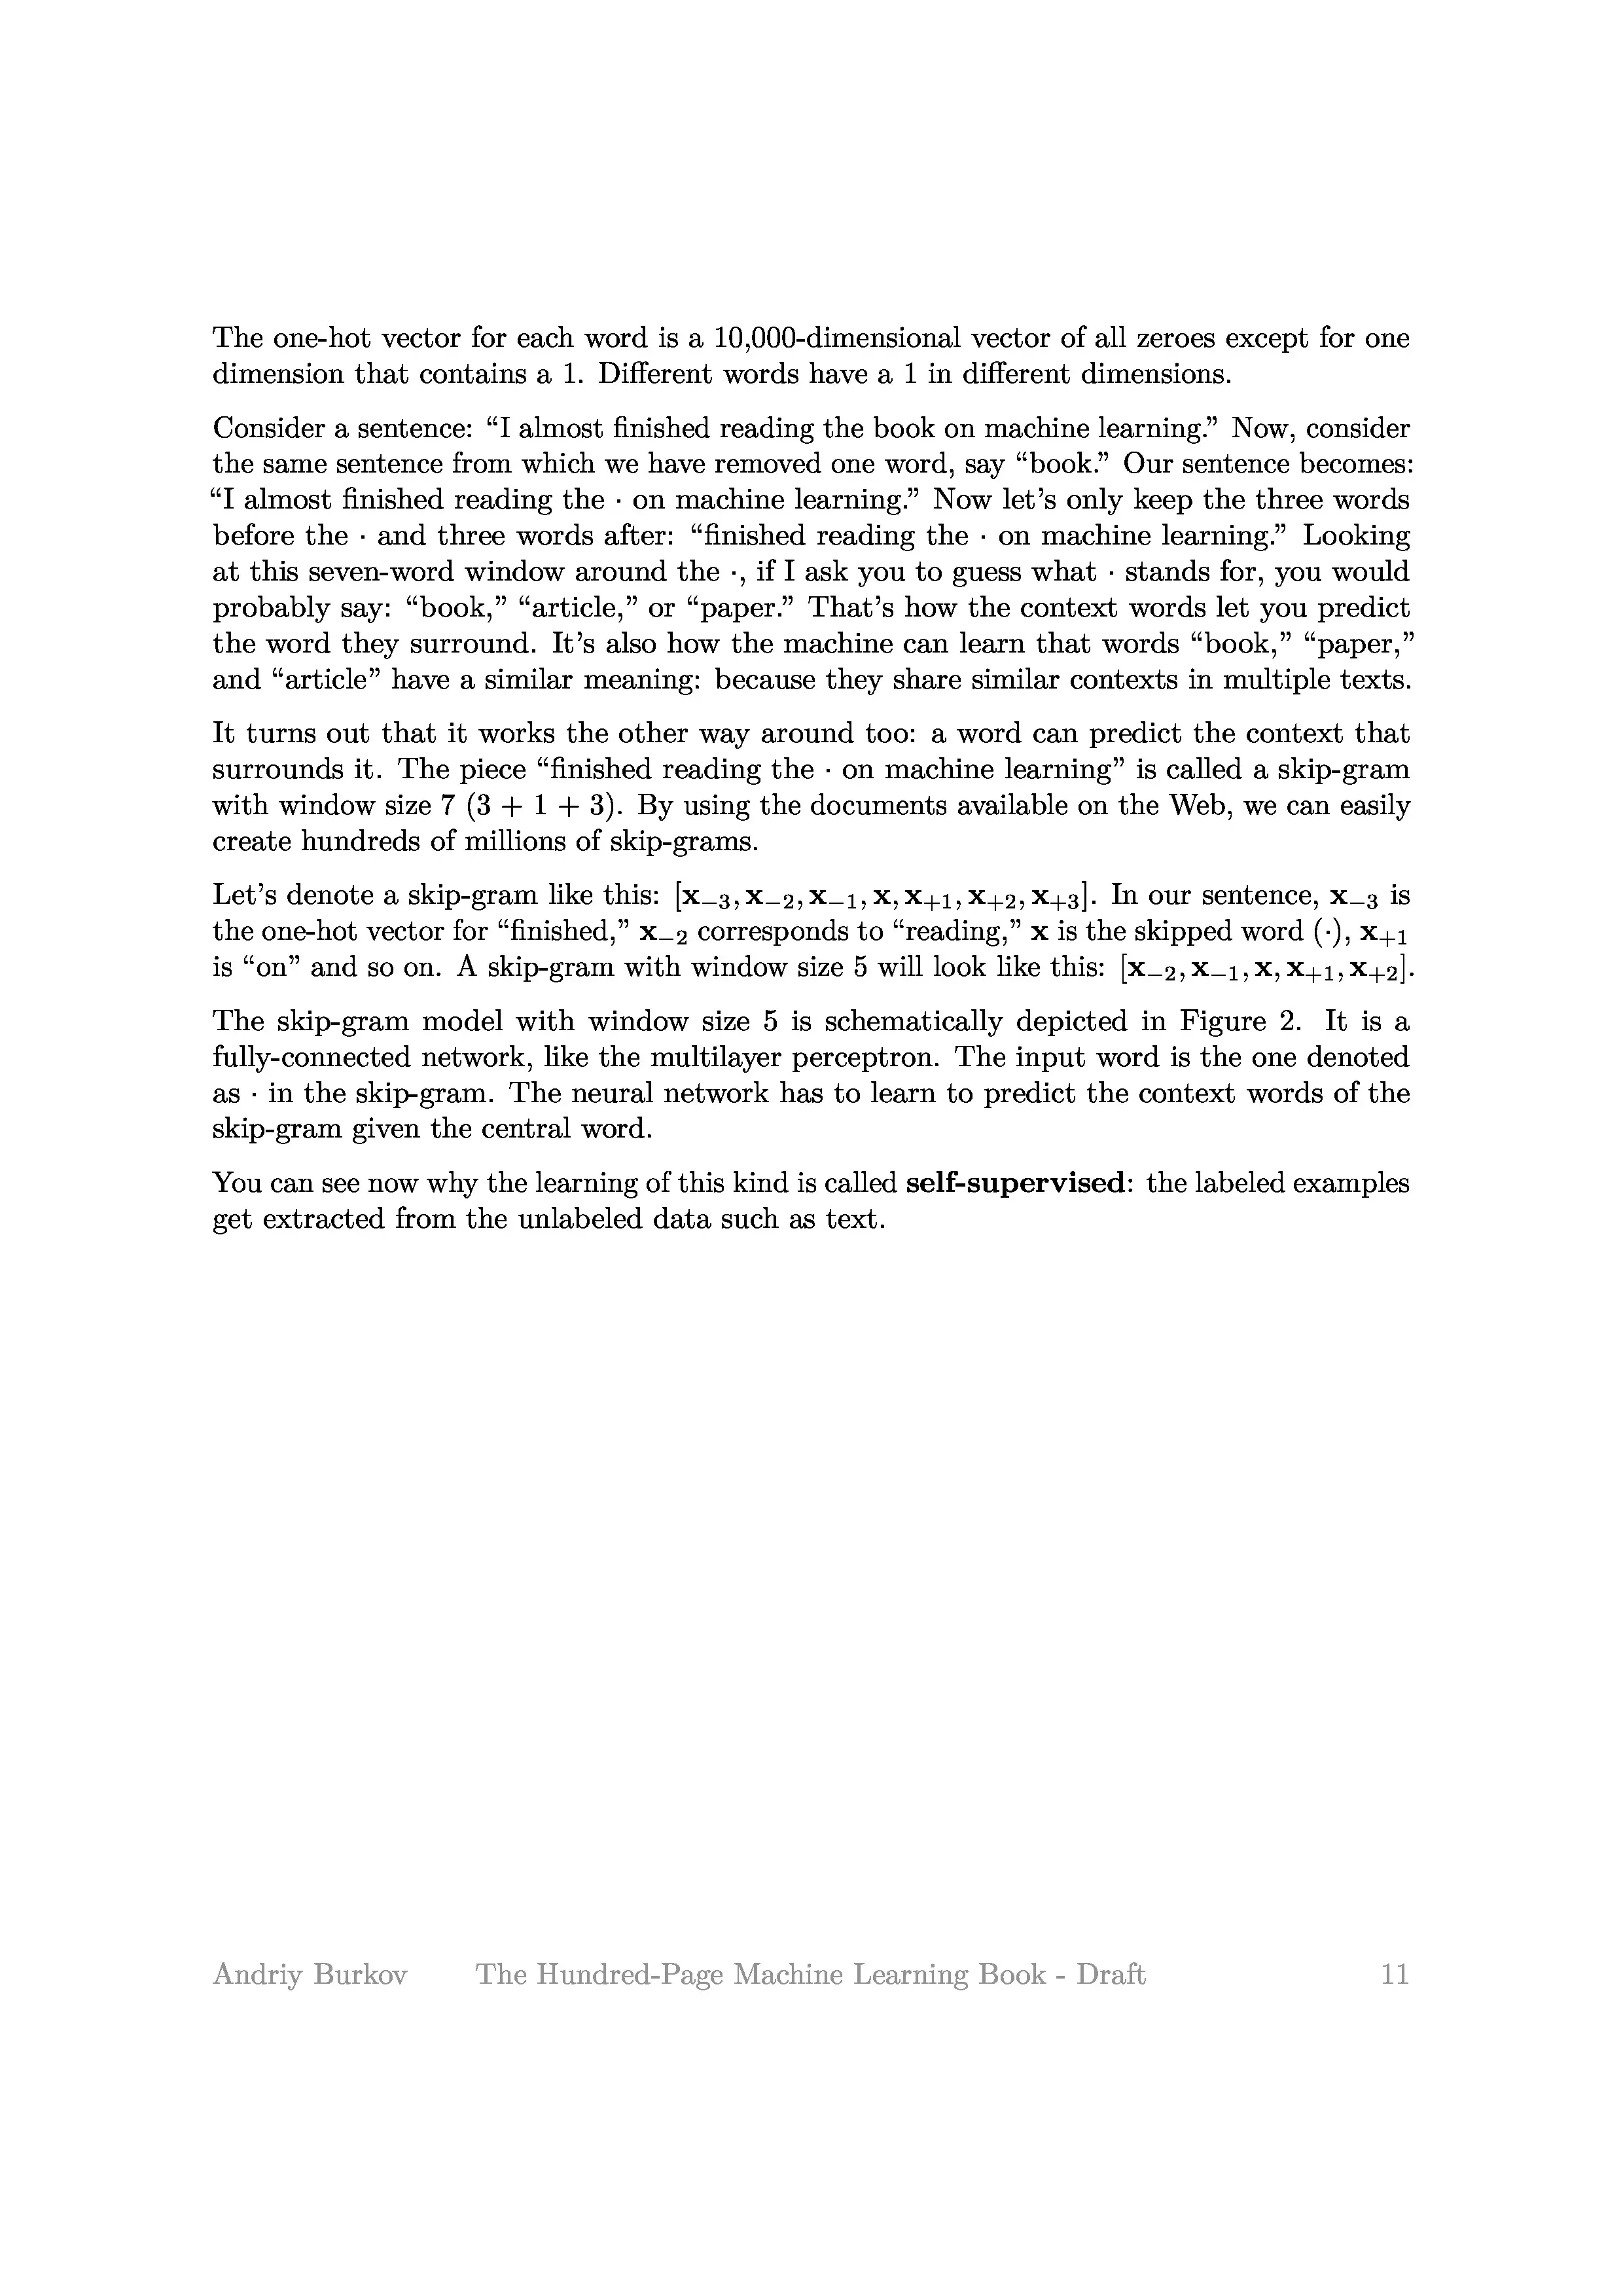 The one-hot vector for each word is a 10,000-dimensional vector of all zeroes except for one
dimension that contains a 1. Different words have a 1 in different dimensions.
Consider a sentence: “I almost finished reading the book on machine learning.” Now, consider
the same sentence from which we have removed one word, say “book.” Our sentence becomes:
“I almost finished reading the · on machine learning.” Now let’s only keep the three words
before the · and three words after: “finished reading the · on machine learning.” Looking
at this seven-word window around the ·, if I ask you to guess what · stands for, you would
probably say: “book,” “article,” or “paper.” That’s how the context words let you predict
the word they surround. It’s also how the machine can learn that words “book,” “paper,”
and “article” have a similar meaning: because they share similar contexts in multiple texts.
It turns out that it works the other way around too: a word can predict the context that
surrounds it. The piece “finished reading the · on machine learning” is called a skip-gram
with window size 7 (3 + 1 + 3). By using the documents available on the Web, we can easily
create hundreds of millions of skip-grams.
Let’s denote a skip-gram like this: [x₋₃, x₋₂, x₋₁, x, x₊₁, x₊₂, x₊₃]. In our sentence, x₋₃ is
the one-hot vector for “finished,” x₋₂ corresponds to “reading,” x is the skipped word (·), x₊₁
is “on” and so on. A skip-gram with window size 5 will look like this: [x₋₂, x₋₁, x, x₊₁, x₊₂].
The skip-gram model with window size 5 is schematically depicted in Figure 2. It is a
fully-connected network, like the multilayer perceptron. The input word is the one denoted
as · in the skip-gram. The neural network has to learn to predict the context words of the
skip-gram given the central word.
You can see now why the learning of this kind is called self-supervised: the labeled examples
get extracted from the unlabeled data such as text.
Andriy Burkov The Hundred-Page Machine Learning Book - Draft 11